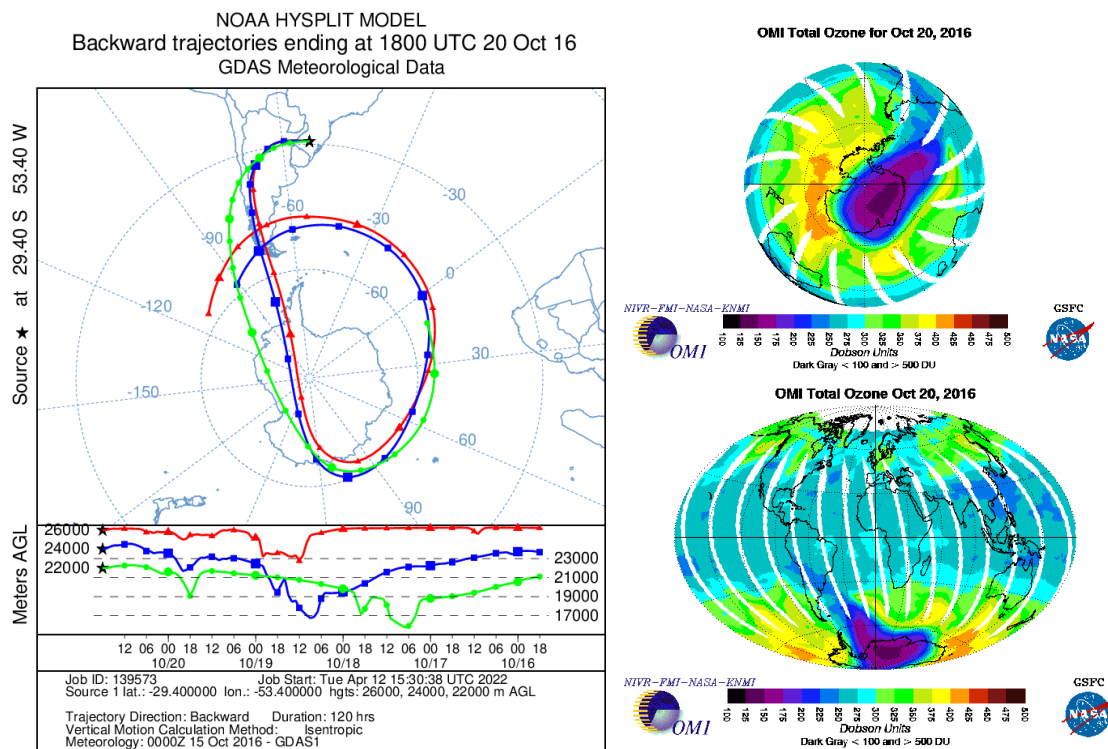 NOAA HYSPLIT MODEL
Backward trajectories ending at 1800 UTC 20 Oct 16
GDAS Meteorological Data
Source ★ at 29.40 S 53.40 W
-30
-60
-30
-90
0
-120
-60
30
-150
60
90
Meters AGL
26000
24000
22000
23000
21000
19000
17000
12 06 00 18 12 06 00 18 12 06 00 18 12 06 00 18 12 06 00 18
10/20 10/19 10/18 10/17 10/16
Job ID: 139573 Job Start: Tue Apr 12 15:30:38 UTC 2022
Source 1 lat.: -29.400000 lon.: -53.400000 hgts: 26000, 24000, 22000 m AGL
Trajectory Direction: Backward Duration: 120 hrs
Vertical Motion Calculation Method: Isentropic
Meteorology: 0000Z 15 Oct 2016 - GDAS1
OMI Total Ozone for Oct 20, 2016
NIVR-FMI-NASA-KNMI
GSFC
100 125 150 175 200 225 250 275 300 325 350 375 400 425 450 475 500
Dobson Units
Dark Gray < 100 and > 500 DU
OMI
NASA
OMI Total Ozone Oct 20, 2016
NIVR-FMI-NASA-KNMI
GSFC
100 125 150 175 200 225 250 275 300 325 350 375 400 425 450 475 500
Dobson Units
Dark Gray < 100 and > 500 DU
OMI
NASA